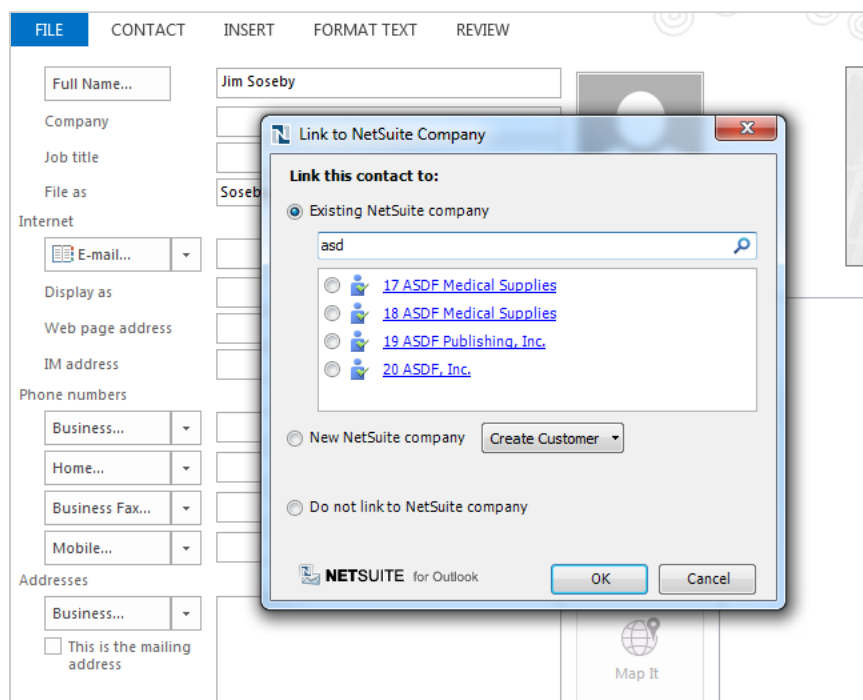 FILE CONTACT INSERT FORMAT TEXT REVIEW
Full Name... Jim Soseby
Company
Job title
File as Soseb
Internet
E-mail...
Display as
Web page address
IM address
Phone numbers
Business...
Home...
Business Fax...
Mobile...
Addresses
Business...
This is the mailing
address
Map It
Link to NetSuite Company
Link this contact to:
Existing NetSuite company
asd
17 ASDF Medical Supplies
18 ASDF Medical Supplies
19 ASDF Publishing, Inc.
20 ASDF, Inc.
New NetSuite company Create Customer
Do not link to NetSuite company
NETSUITE for Outlook
OK Cancel